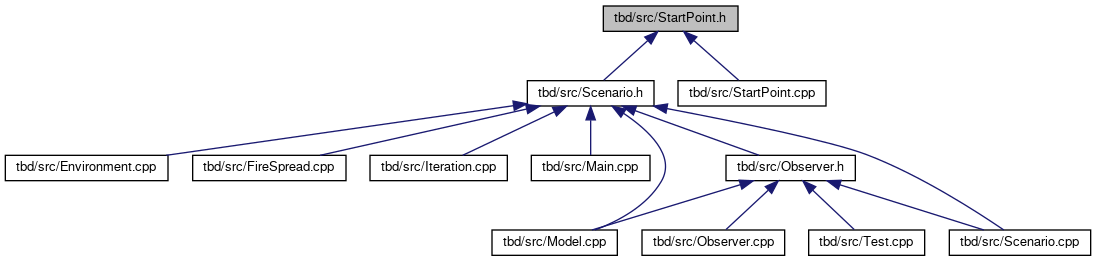 tbd/src/StartPoint.h
tbd/src/Scenario.h
tbd/src/StartPoint.cpp
tbd/src/Environment.cpp
tbd/src/FireSpread.cpp
tbd/src/Iteration.cpp
tbd/src/Main.cpp
tbd/src/Observer.h
tbd/src/Model.cpp
tbd/src/Observer.cpp
tbd/src/Test.cpp
tbd/src/Scenario.cpp